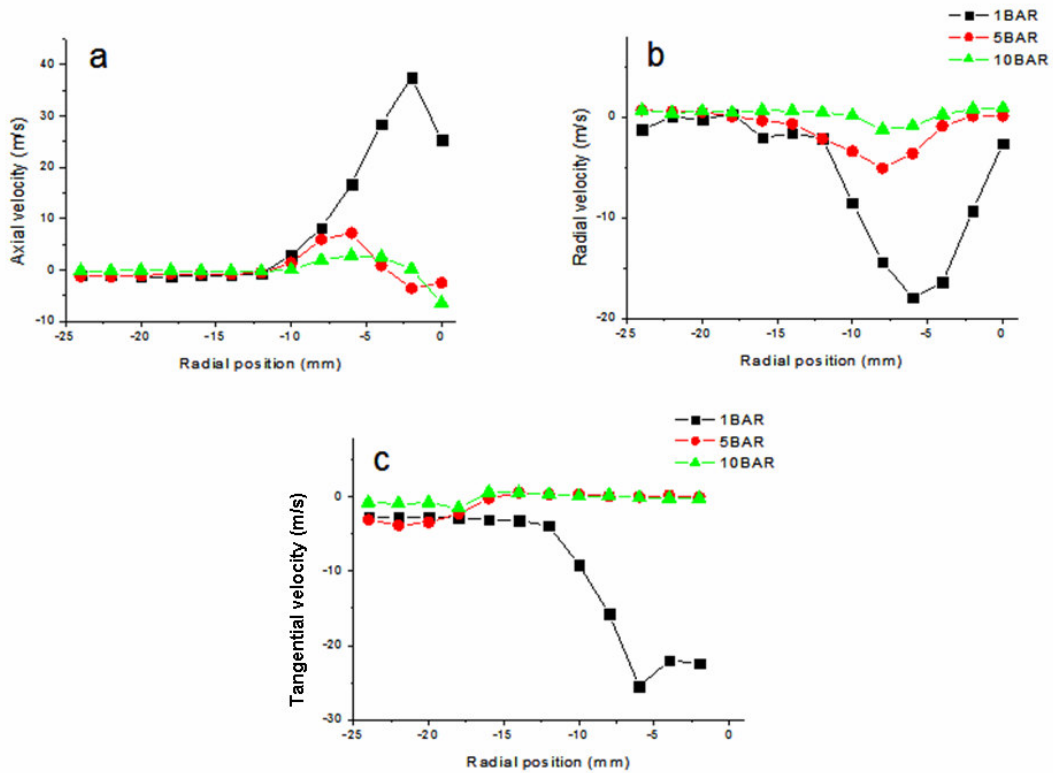 a
Axial velocity (m/s)
40
30
20
10
0
-10
-25 -20 -15 -10 -5 0
Radial position (mm)
1BAR
5BAR
10BAR
b
Radial velocity (m/s)
0
-10
-20
-25 -20 -15 -10 -5 0
Radial position (mm)
1BAR
5BAR
10BAR
c
Tangential velocity (m/s)
0
-10
-20
-30
-25 -20 -15 -10 -5 0
Radial position (mm)